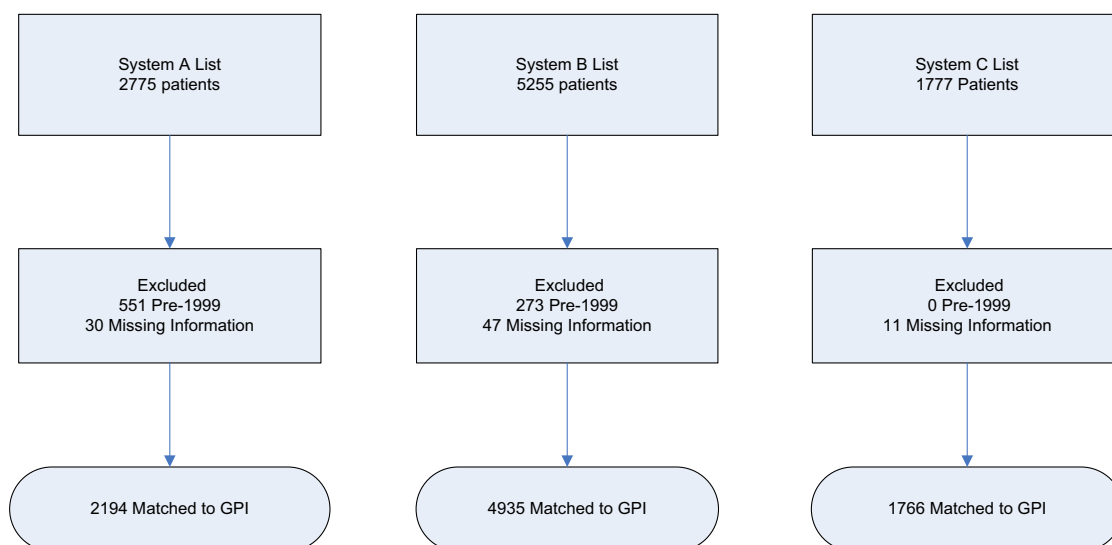 System A List
2775 patients
System B List
5255 patients
System C List
1777 Patients
Excluded
551 Pre-1999
30 Missing Information
Excluded
273 Pre-1999
47 Missing Information
Excluded
0 Pre-1999
11 Missing Information
2194 Matched to GPI
4935 Matched to GPI
1766 Matched to GPI